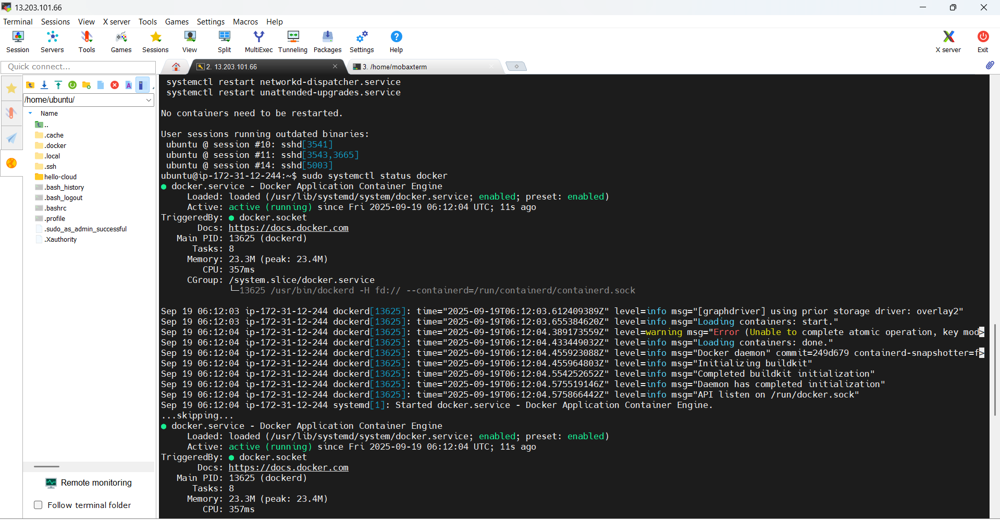 13.203.101.66
Terminal Sessions View X server Tools Games Settings Macros Help
Session Servers Tools Games Sessions View Split MultiExec Tunneling Packages Settings Help X server Exit
Quick connect...
2. 13.203.101.66
3. /home/mobaxterm
/home/ubuntu/
Name
..
.cache
.docker
.local
.ssh
hello-cloud
.bash_history
.bash_logout
.bashrc
.profile
.sudo_as_admin_successful
.Xauthority
Remote monitoring
Follow terminal folder
systemctl restart networkd-dispatcher.service
systemctl restart unattended-upgrades.service
No containers need to be restarted.
User sessions running outdated binaries:
ubuntu @ session #10: sshd[3541]
ubuntu @ session #11: sshd[3543,3665]
ubuntu @ session #14: sshd[5003]
ubuntu@ip-172-31-12-244:~$ sudo systemctl status docker
● docker.service - Docker Application Container Engine
Loaded: loaded (/usr/lib/systemd/system/docker.service; enabled; preset: enabled)
Active: active (running) since Fri 2025-09-19 06:12:04 UTC; 11s ago
TriggeredBy: ● docker.socket
Docs: https://docs.docker.com
Main PID: 13625 (dockerd)
Tasks: 8
Memory: 23.3M (peak: 23.4M)
CPU: 357ms
CGroup: /system.slice/docker.service
└─13625 /usr/bin/dockerd -H fd:// --containerd=/run/containerd/containerd.sock
Sep 19 06:12:03 ip-172-31-12-244 dockerd[13625]: time="2025-09-19T06:12:03.612409389Z" level=info msg="[graphdriver] using prior storage driver: overlay2"
Sep 19 06:12:03 ip-172-31-12-244 dockerd[13625]: time="2025-09-19T06:12:03.655384620Z" level=info msg="Loading containers: start."
Sep 19 06:12:04 ip-172-31-12-244 dockerd[13625]: time="2025-09-19T06:12:04.389173559Z" level=warning msg="Error (Unable to complete atomic operation, key mod>
Sep 19 06:12:04 ip-172-31-12-244 dockerd[13625]: time="2025-09-19T06:12:04.433449032Z" level=info msg="Loading containers: done."
Sep 19 06:12:04 ip-172-31-12-244 dockerd[13625]: time="2025-09-19T06:12:04.455923088Z" level=info msg="Docker daemon" commit=249d679 containerd-snapshotter=f>
Sep 19 06:12:04 ip-172-31-12-244 dockerd[13625]: time="2025-09-19T06:12:04.455964803Z" level=info msg="Initializing buildkit"
Sep 19 06:12:04 ip-172-31-12-244 dockerd[13625]: time="2025-09-19T06:12:04.554252652Z" level=info msg="Completed buildkit initialization"
Sep 19 06:12:04 ip-172-31-12-244 dockerd[13625]: time="2025-09-19T06:12:04.575519146Z" level=info msg="Daemon has completed initialization"
Sep 19 06:12:04 ip-172-31-12-244 dockerd[13625]: time="2025-09-19T06:12:04.575866442Z" level=info msg="API listen on /run/docker.sock"
Sep 19 06:12:04 ip-172-31-12-244 systemd[1]: Started docker.service - Docker Application Container Engine.
...skipping...
● docker.service - Docker Application Container Engine
Loaded: loaded (/usr/lib/systemd/system/docker.service; enabled; preset: enabled)
Active: active (running) since Fri 2025-09-19 06:12:04 UTC; 11s ago
TriggeredBy: ● docker.socket
Docs: https://docs.docker.com
Main PID: 13625 (dockerd)
Tasks: 8
Memory: 23.3M (peak: 23.4M)
CPU: 357ms